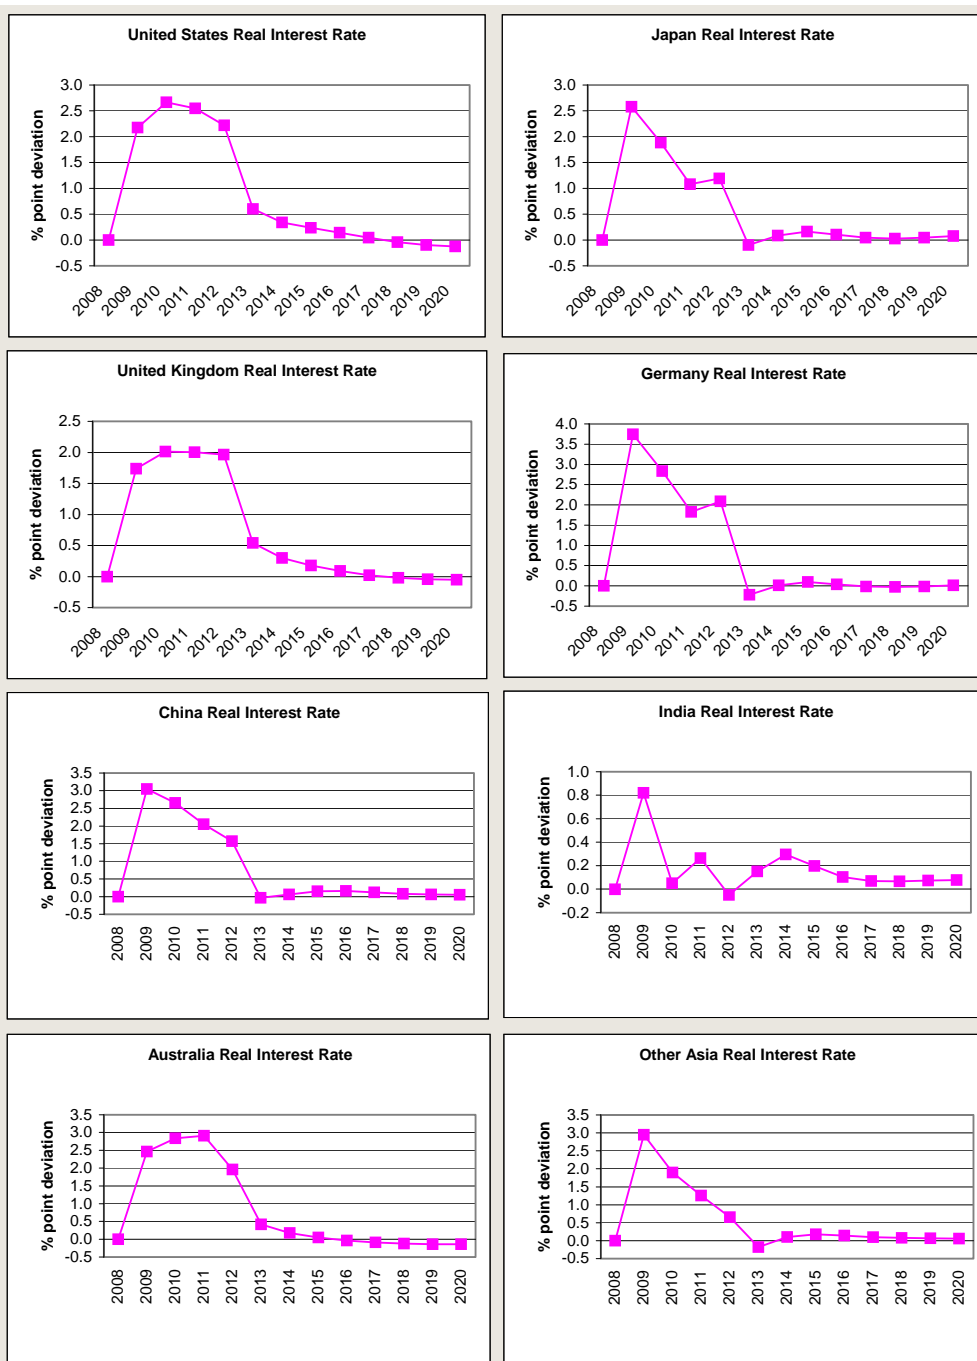 United States Real Interest Rate
% point deviation
3.0
2.5
2.0
1.5
1.0
0.5
0.0
-0.5
2008 2009 2010 2011 2012 2013 2014 2015 2016 2017 2018 2019 2020
Japan Real Interest Rate
% point deviation
3.0
2.5
2.0
1.5
1.0
0.5
0.0
-0.5
2008 2009 2010 2011 2012 2013 2014 2015 2016 2017 2018 2019 2020
United Kingdom Real Interest Rate
% point deviation
2.5
2.0
1.5
1.0
0.5
0.0
-0.5
2008 2009 2010 2011 2012 2013 2014 2015 2016 2017 2018 2019 2020
Germany Real Interest Rate
% point deviation
4.0
3.5
3.0
2.5
2.0
1.5
1.0
0.5
0.0
-0.5
2008 2009 2010 2011 2012 2013 2014 2015 2016 2017 2018 2019 2020
China Real Interest Rate
% point deviation
3.5
3.0
2.5
2.0
1.5
1.0
0.5
0.0
-0.5
2008 2009 2010 2011 2012 2013 2014 2015 2016 2017 2018 2019 2020
India Real Interest Rate
% point deviation
1.0
0.8
0.6
0.4
0.2
0.0
-0.2
2008 2009 2010 2011 2012 2013 2014 2015 2016 2017 2018 2019 2020
Australia Real Interest Rate
% point deviation
3.5
3.0
2.5
2.0
1.5
1.0
0.5
0.0
-0.5
2008 2009 2010 2011 2012 2013 2014 2015 2016 2017 2018 2019 2020
Other Asia Real Interest Rate
% point deviation
3.5
3.0
2.5
2.0
1.5
1.0
0.5
0.0
-0.5
2008 2009 2010 2011 2012 2013 2014 2015 2016 2017 2018 2019 2020